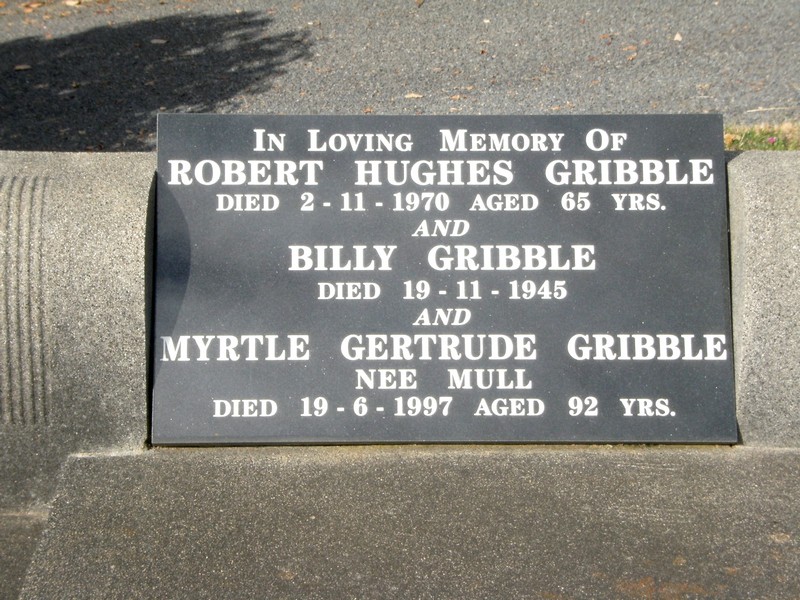 In Loving Memory Of
ROBERT HUGHES GRIBBLE
DIED 2 - 11 - 1970 AGED 65 YRS.
AND
BILLY GRIBBLE
DIED 19 - 11 - 1945
AND
MYRTLE GERTRUDE GRIBBLE
NEE MULL
DIED 19 - 6 - 1997 AGED 92 YRS.